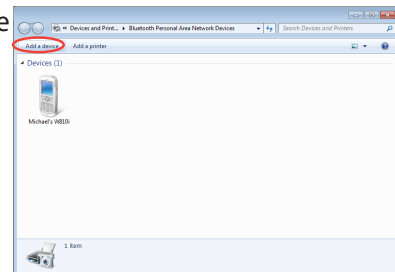 e
« Devices and Print... ▸ Bluetooth Personal Area Network Devices
Search Devices and Printers
Add a device
Add a printer
Devices (1)
Michael's W810i
1 item